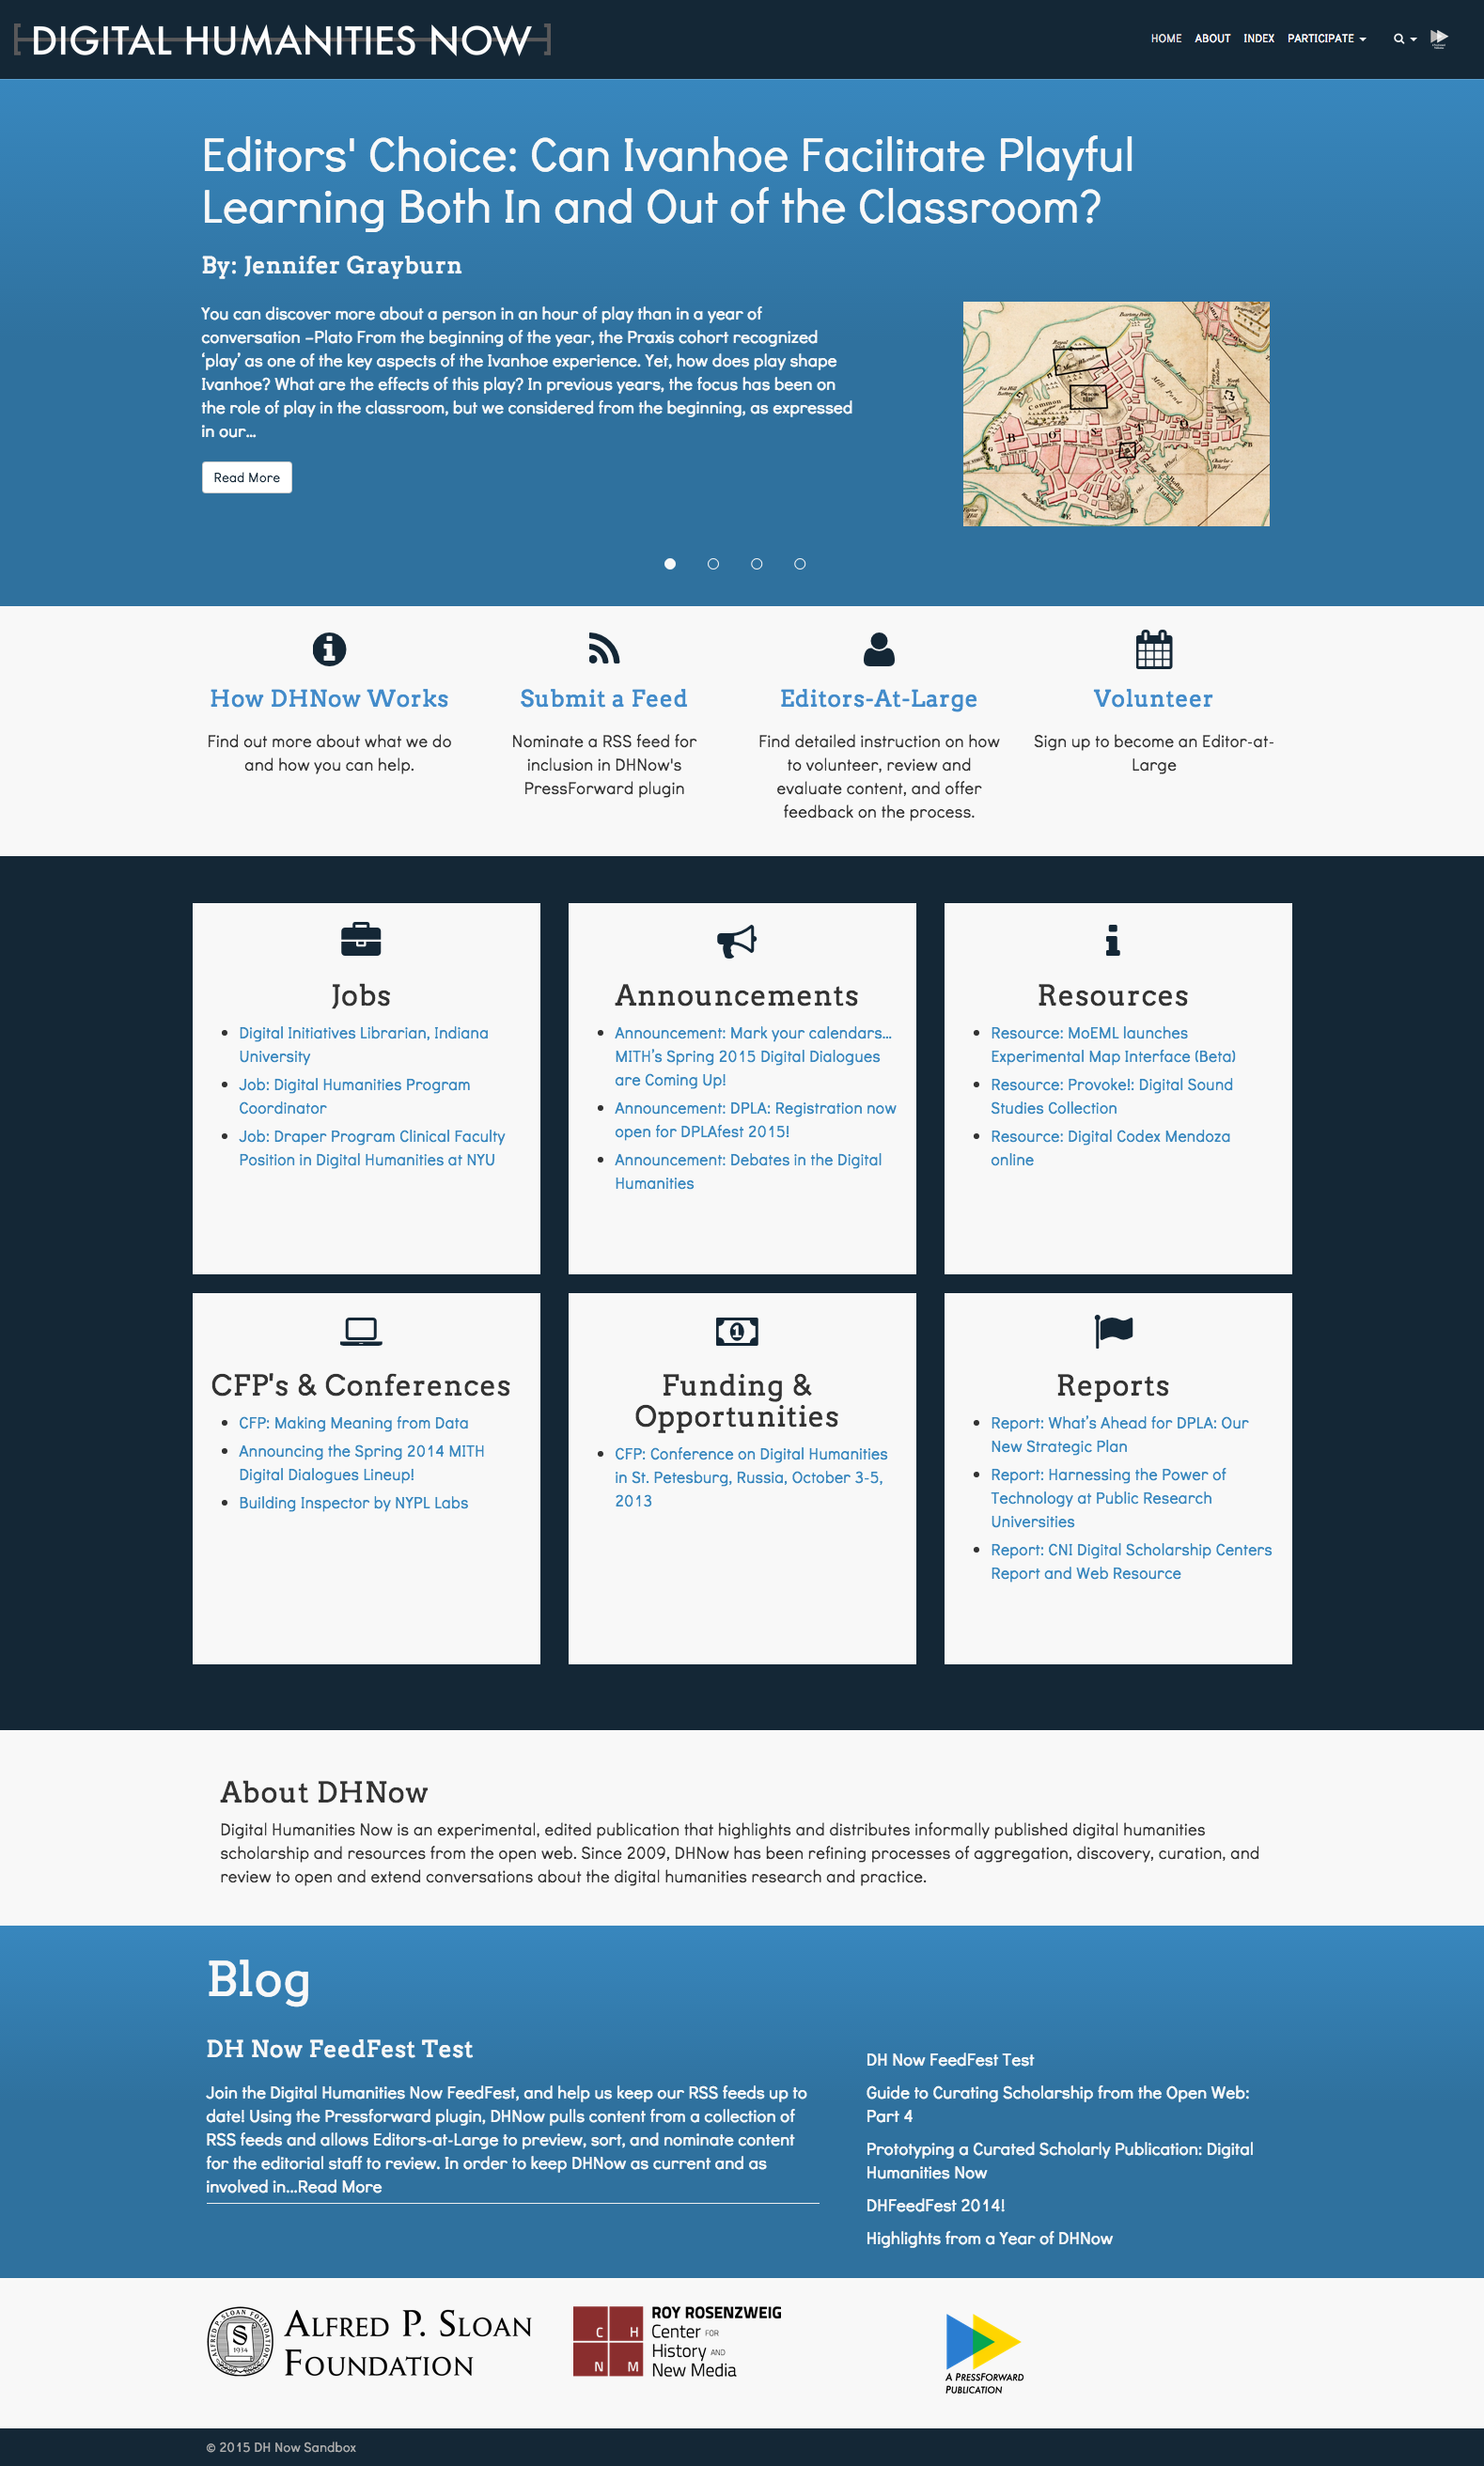 DIGITAL HUMANITIES NOW
HOME ABOUT INDEX PARTICIPATE
Editors' Choice: Can Ivanhoe Facilitate Playful
Learning Both In and Out of the Classroom?
By: Jennifer Grayburn
You can discover more about a person in an hour of play than in a year of
conversation –Plato From the beginning of the year, the Praxis cohort recognized
‘play’ as one of the key aspects of the Ivanhoe experience. Yet, how does play shape
Ivanhoe? What are the effects of this play? In previous years, the focus has been on
the role of play in the classroom, but we considered from the beginning, as expressed
in our...
Read More
Common
B O S T O N
How DHNow Works
Find out more about what we do
and how you can help.
Submit a Feed
Nominate a RSS feed for
inclusion in DHNow's
PressForward plugin
Editors-At-Large
Find detailed instruction on how
to volunteer, review and
evaluate content, and offer
feedback on the process.
Volunteer
Sign up to become an Editor-at-
Large
Jobs
• Digital Initiatives Librarian, Indiana
University
• Job: Digital Humanities Program
Coordinator
• Job: Draper Program Clinical Faculty
Position in Digital Humanities at NYU
Announcements
• Announcement: Mark your calendars...
MITH’s Spring 2015 Digital Dialogues
are Coming Up!
• Announcement: DPLA: Registration now
open for DPLAfest 2015!
• Announcement: Debates in the Digital
Humanities
Resources
• Resource: MoEML launches
Experimental Map Interface (Beta)
• Resource: Provoke!: Digital Sound
Studies Collection
• Resource: Digital Codex Mendoza
online
CFP's & Conferences
• CFP: Making Meaning from Data
• Announcing the Spring 2014 MITH
Digital Dialogues Lineup!
• Building Inspector by NYPL Labs
Funding &
Opportunities
• CFP: Conference on Digital Humanities
in St. Petesburg, Russia, October 3-5,
2013
Reports
• Report: What’s Ahead for DPLA: Our
New Strategic Plan
• Report: Harnessing the Power of
Technology at Public Research
Universities
• Report: CNI Digital Scholarship Centers
Report and Web Resource
About DHNow
Digital Humanities Now is an experimental, edited publication that highlights and distributes informally published digital humanities
scholarship and resources from the open web. Since 2009, DHNow has been refining processes of aggregation, discovery, curation, and
review to open and extend conversations about the digital humanities research and practice.
Blog
DH Now FeedFest Test
Join the Digital Humanities Now FeedFest, and help us keep our RSS feeds up to
date! Using the Pressforward plugin, DHNow pulls content from a collection of
RSS feeds and allows Editors-at-Large to preview, sort, and nominate content
for the editorial staff to review. In order to keep DHNow as current and as
involved in...Read More
DH Now FeedFest Test
Guide to Curating Scholarship from the Open Web:
Part 4
Prototyping a Curated Scholarly Publication: Digital
Humanities Now
DHFeedFest 2014!
Highlights from a Year of DHNow
ALFRED P. SLOAN FOUNDATION
S
1934
ALFRED P. SLOAN
FOUNDATION
C H
N M
ROY ROSENZWEIG
Center FOR
History AND
New Media
A PRESSFORWARD
PUBLICATION
© 2015 DH Now Sandbox